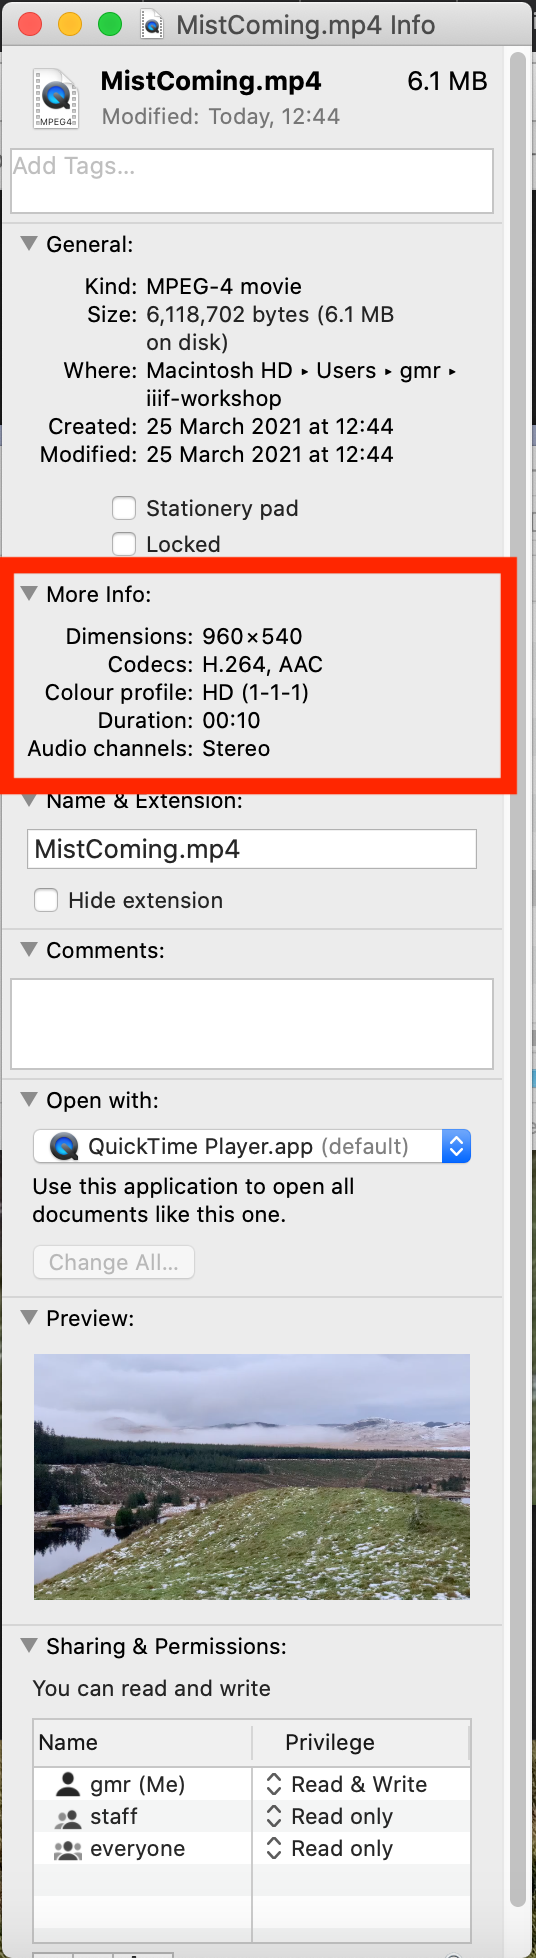 MistComing.mp4 Info
MistComing.mp4 6.1 MB
Modified: Today, 12:44
MPEG4
Add Tags...
General:
Kind: MPEG-4 movie
Size: 6,118,702 bytes (6.1 MB
on disk)
Where: Macintosh HD ▸ Users ▸ gmr ▸
iiif-workshop
Created: 25 March 2021 at 12:44
Modified: 25 March 2021 at 12:44
Stationery pad
Locked
More Info:
Dimensions: 960×540
Codecs: H.264, AAC
Colour profile: HD (1-1-1)
Duration: 00:10
Audio channels: Stereo
Name & Extension:
MistComing.mp4
Hide extension
Comments:
Open with:
QuickTime Player.app (default)
Use this application to open all
documents like this one.
Change All...
Preview:
Sharing & Permissions:
You can read and write
Name Privilege
gmr (Me) Read & Write
staff Read only
everyone Read only